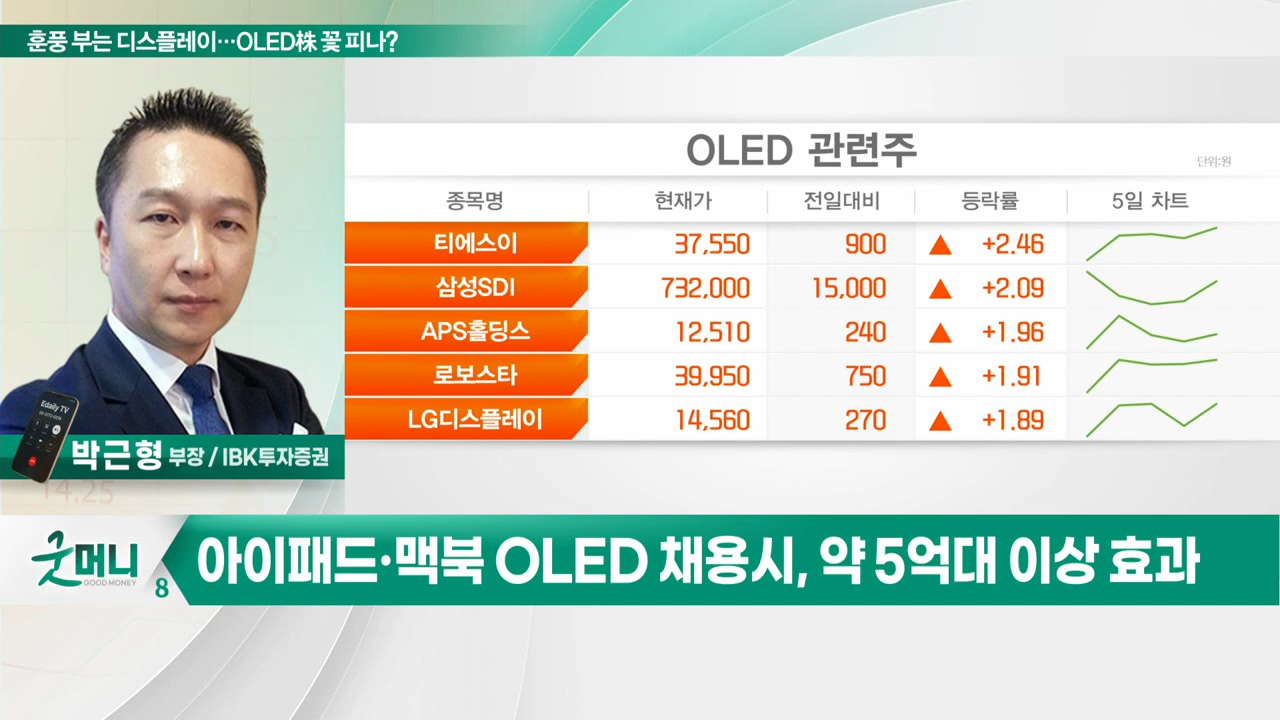 훈풍 부는 디스플레이…OLED株 꽃 피나?
OLED 관련주
단위:원
종목명 현재가 전일대비 등락률 5일 차트
티에스이 37,550 900 ▲ +2.46
삼성SDI 732,000 15,000 ▲ +2.09
APS홀딩스 12,510 240 ▲ +1.96
로보스타 39,950 750 ▲ +1.91
LG디스플레이 14,560 270 ▲ +1.89
Edaily TV
박근형 부장 / IBK투자증권
14.25
굿머니
GOOD MONEY
8
아이패드·맥북 OLED 채용시, 약 5억대 이상 효과